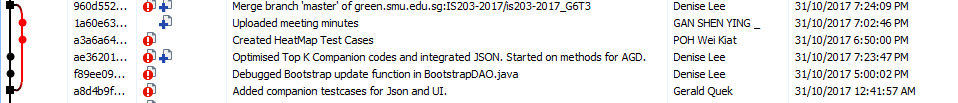 960d552... Merge branch 'master' of green.smu.edu.sg:IS203-2017/is203-2017_G6T3 Denise Lee 31/10/2017 7:24:09 PM
1a60e63... Uploaded meeting minutes GAN SHEN YING _ 31/10/2017 7:02:46 PM
a3a6a64... Created HeatMap Test Cases POH Wei Kiat 31/10/2017 6:50:00 PM
ae36201... Optimised Top K Companion codes and integrated JSON. Started on methods for AGD. Denise Lee 31/10/2017 7:23:47 PM
f89ee09... Debugged Bootstrap update function in BootstrapDAO.java Denise Lee 31/10/2017 5:00:02 PM
a8d4b9f... Added companion testcases for Json and UI. Gerald Quek 31/10/2017 12:41:57 AM